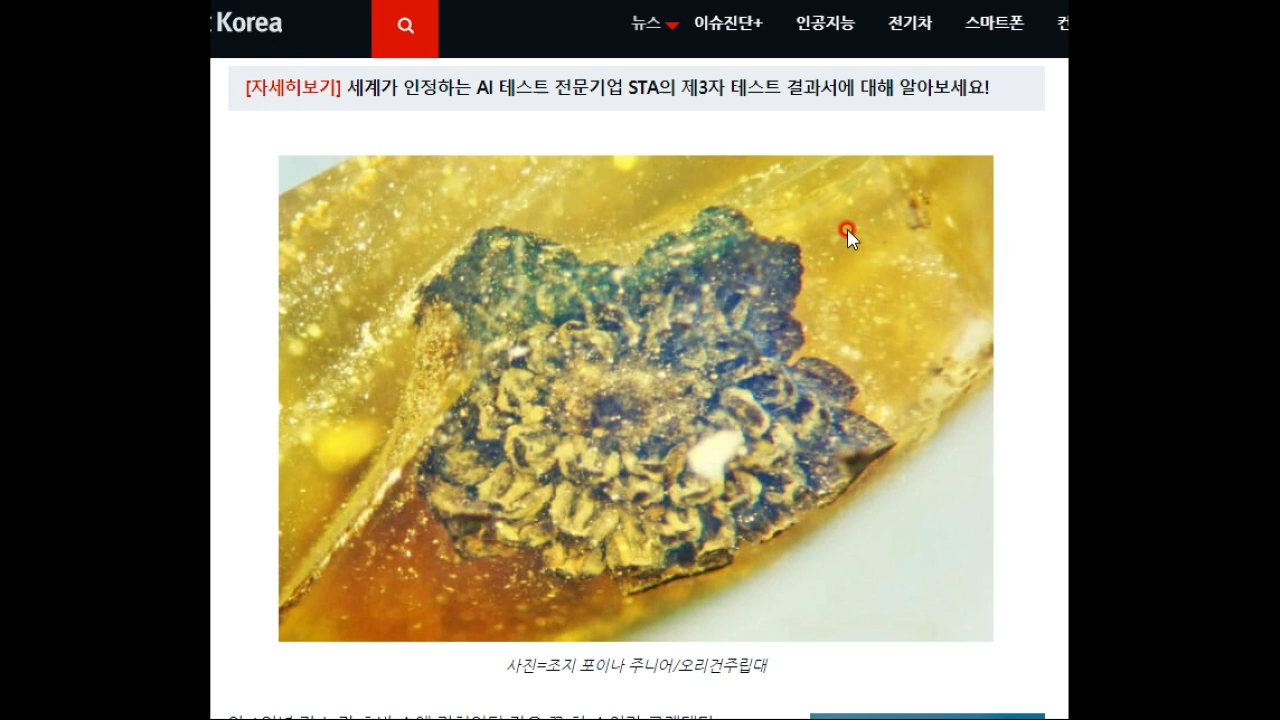 Korea
뉴스 이슈진단+ 인공지능 전기차 스마트폰
[자세히보기] 세계가 인정하는 AI 테스트 전문기업 STA의 제3자 테스트 결과서에 대해 알아보세요!
사진=조지 포이나 주니어/오리건주립대